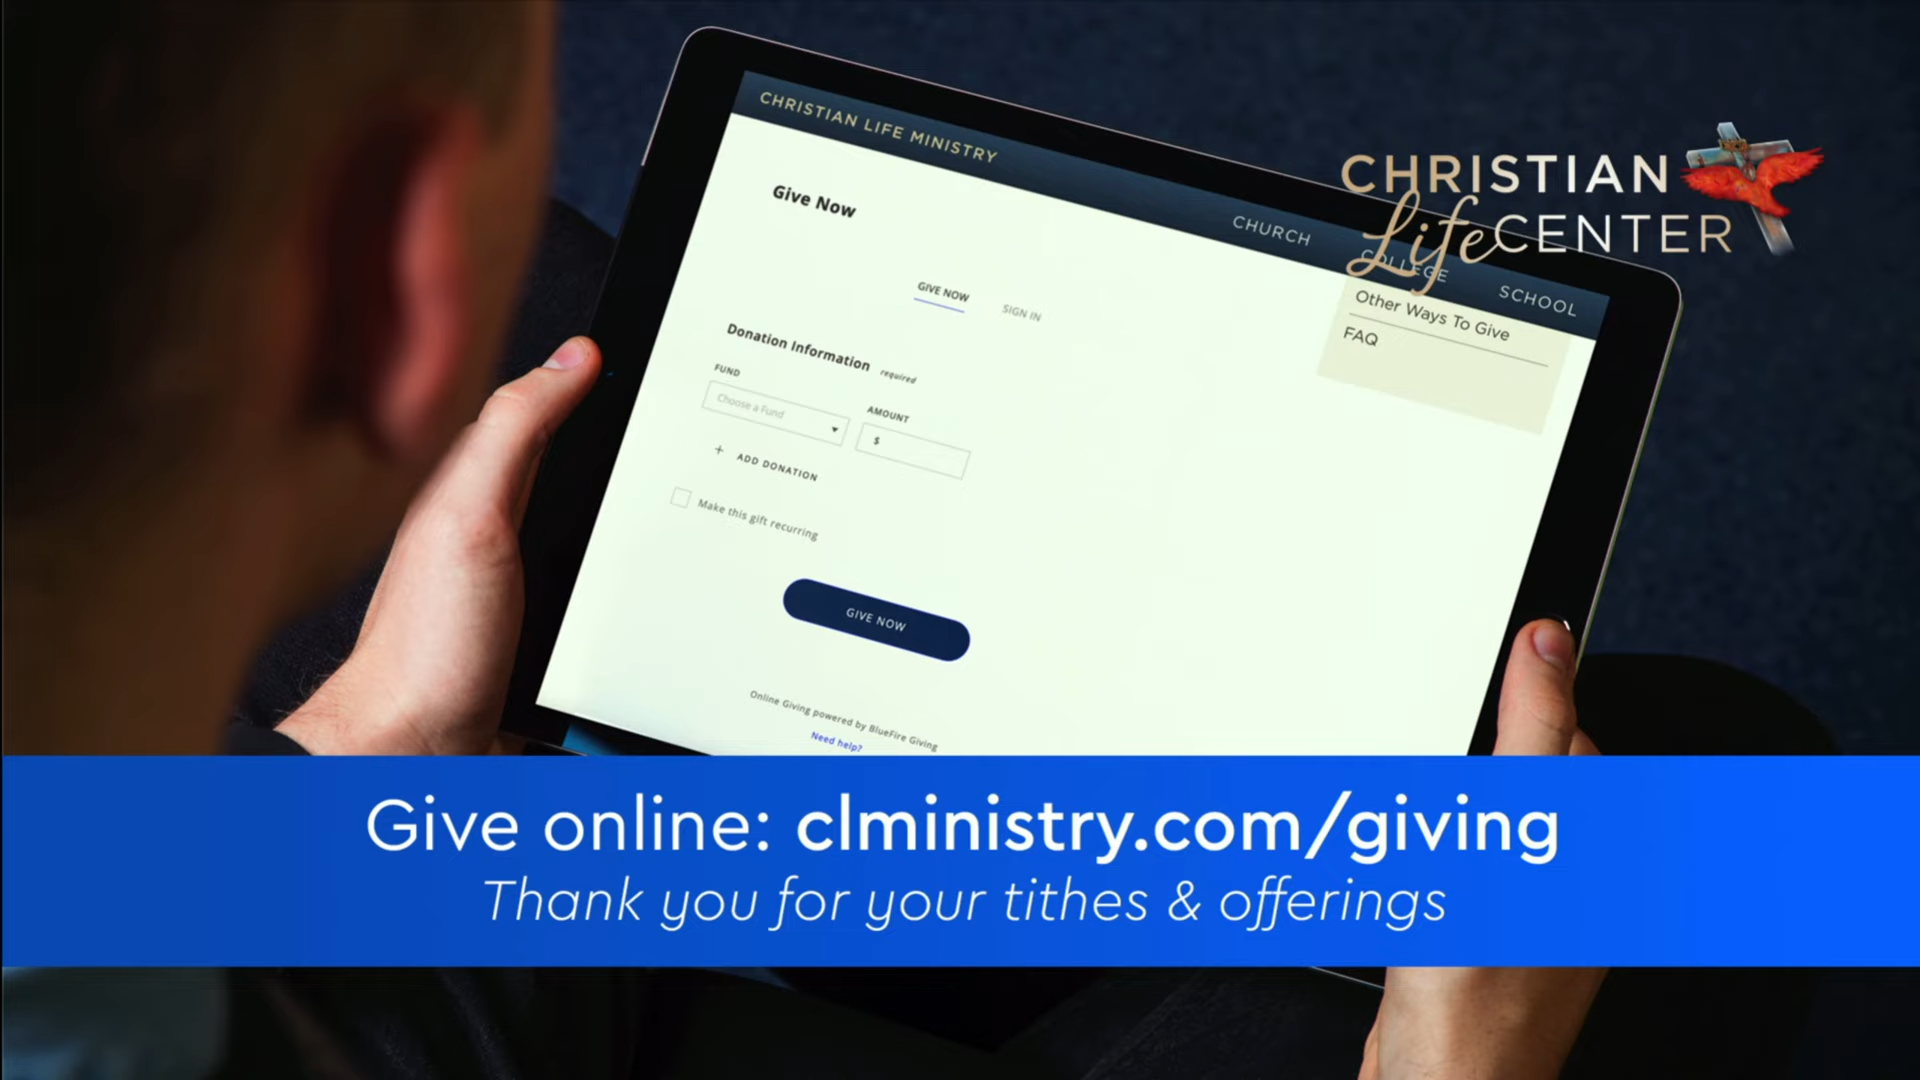 CHRISTIAN LIFE MINISTRY
CHURCH
COLLEGE
SCHOOL
CHRISTIAN
Life CENTER
Give Now
Other Ways To Give
FAQ
GIVE NOW
SIGN IN
Donation Information required
FUND
AMOUNT
Choose a Fund
$
+ ADD DONATION
Make this gift recurring
GIVE NOW
Online Giving powered by BlueFire Giving
Need help?
Give online: clministry.com/giving
Thank you for your tithes & offerings